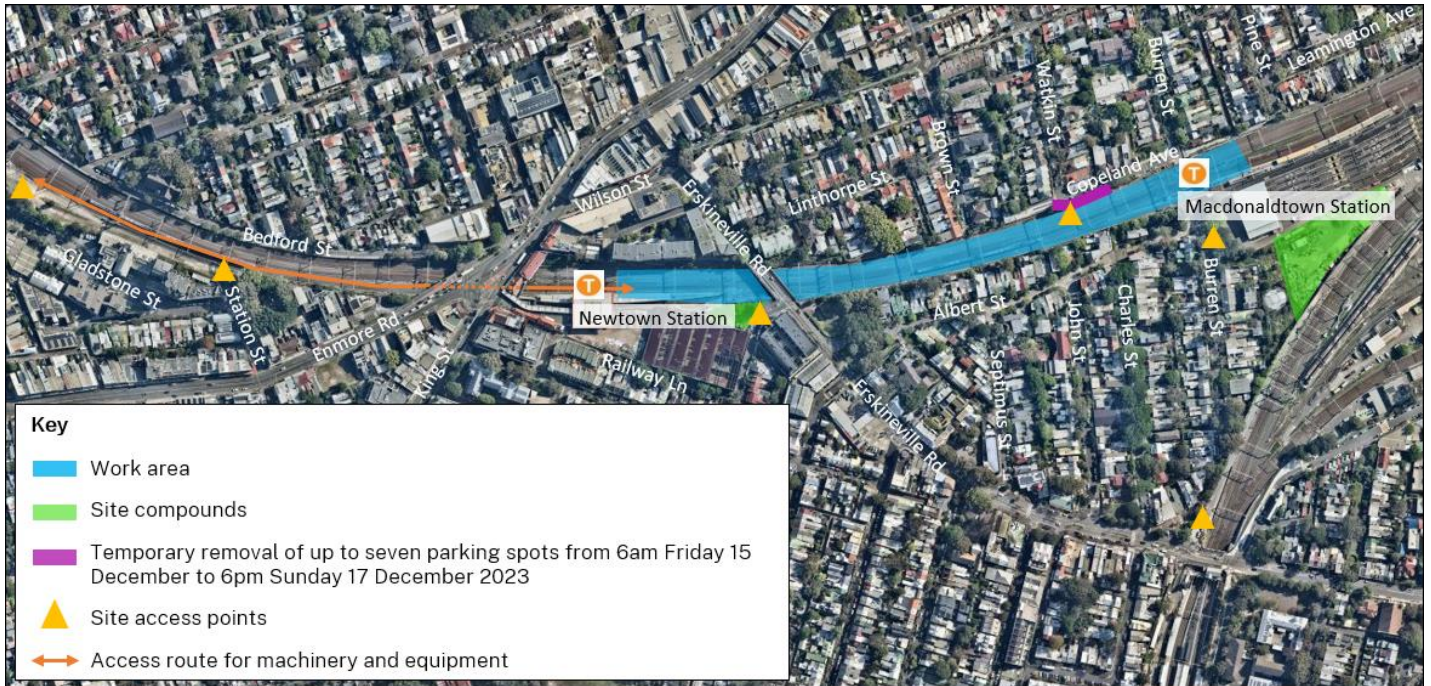 Pine St
Leamington Ave
Burren St
Watkin St
Copeland Ave
Bown St
Linthorpe St
Wilson St
Erskineville Rd
T
Macdonaldtown Station
Bedford St
Gladstone St
Station St
Burren St
T
Newtown Station
Enmore Rd
King St
Railway Ln
Albert St
John St
Charles St
Septimus St
Erskineville Rd
Key
Work area
Site compounds
Temporary removal of up to seven parking spots from 6am Friday 15
December to 6pm Sunday 17 December 2023
Site access points
Access route for machinery and equipment